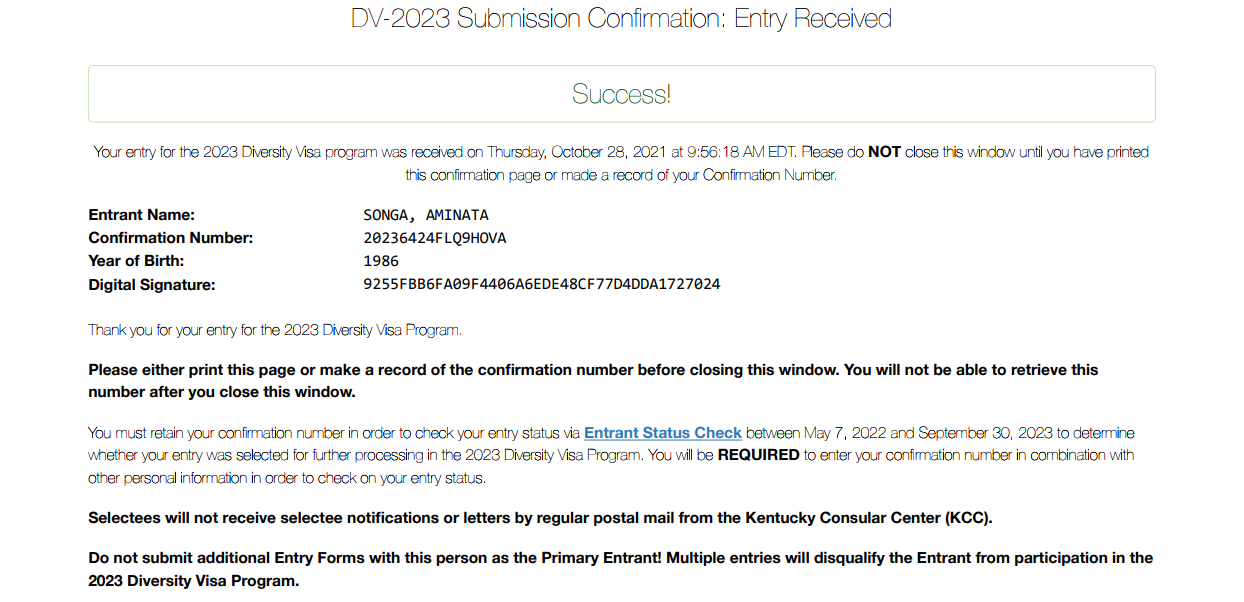 DV-2023 Submission Confirmation: Entry Received
Success!
Your entry for the 2023 Diversity Visa program was received on Thursday, October 28, 2021 at 9:56:18 AM EDT. Please do NOT close this window until you have printed
this confirmation page or made a record of your Confirmation Number.
Entrant Name: SONGA, AMINATA
Confirmation Number: 20236424FLQ9HOVA
Year of Birth: 1986
Digital Signature: 9255FBB6FA09F4406A6EDE48CF77D4DDA1727024
Thank you for your entry for the 2023 Diversity Visa Program.
Please either print this page or make a record of the confirmation number before closing this window. You will not be able to retrieve this
number after you close this window.
You must retain your confirmation number in order to check your entry status via Entrant Status Check between May 7, 2022 and September 30, 2023 to determine
whether your entry was selected for further processing in the 2023 Diversity Visa Program. You will be REQUIRED to enter your confirmation number in combination with
other personal information in order to check on your entry status.
Selectees will not receive selectee notifications or letters by regular postal mail from the Kentucky Consular Center (KCC).
Do not submit additional Entry Forms with this person as the Primary Entrant! Multiple entries will disqualify the Entrant from participation in the
2023 Diversity Visa Program.